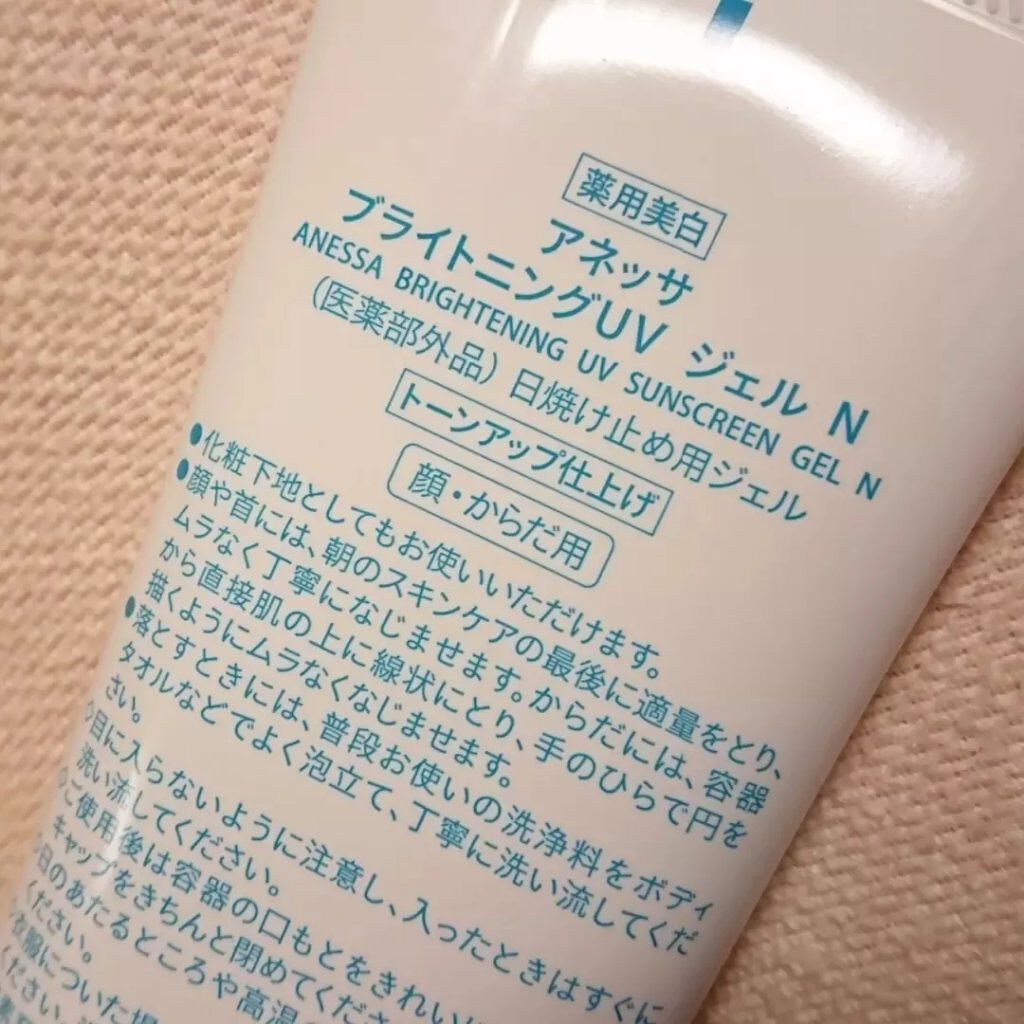 薬用美白
アネッサ
ブライトニングUV ジェル N
ANESSA BRIGHTENING UV SUNSCREEN GEL N
(医薬部外品) 日焼け止め用ジェル
トーンアップ仕上げ
顔・からだ用
●化粧下地としてもお使いいただけます。
●顔や首には、朝のスキンケアの最後に適量をとり、
ムラなく丁寧になじませます。からだには、容器
から直接肌の上に線状にとり、手のひらで円を
描くようにムラなくなじませます。
●落とすときには、普段お使いの洗浄料をボディ
タオルなどでよく泡立て、丁寧に洗い流してくだ
さい。
○目に入らないように注意し、入ったときはすぐに
洗い流してください。
○ご使用後は容器の口もとをきれいに
キャップをきちんと閉めてくださ
日のあたるところや高温
ください。
衣服についた場
ください。